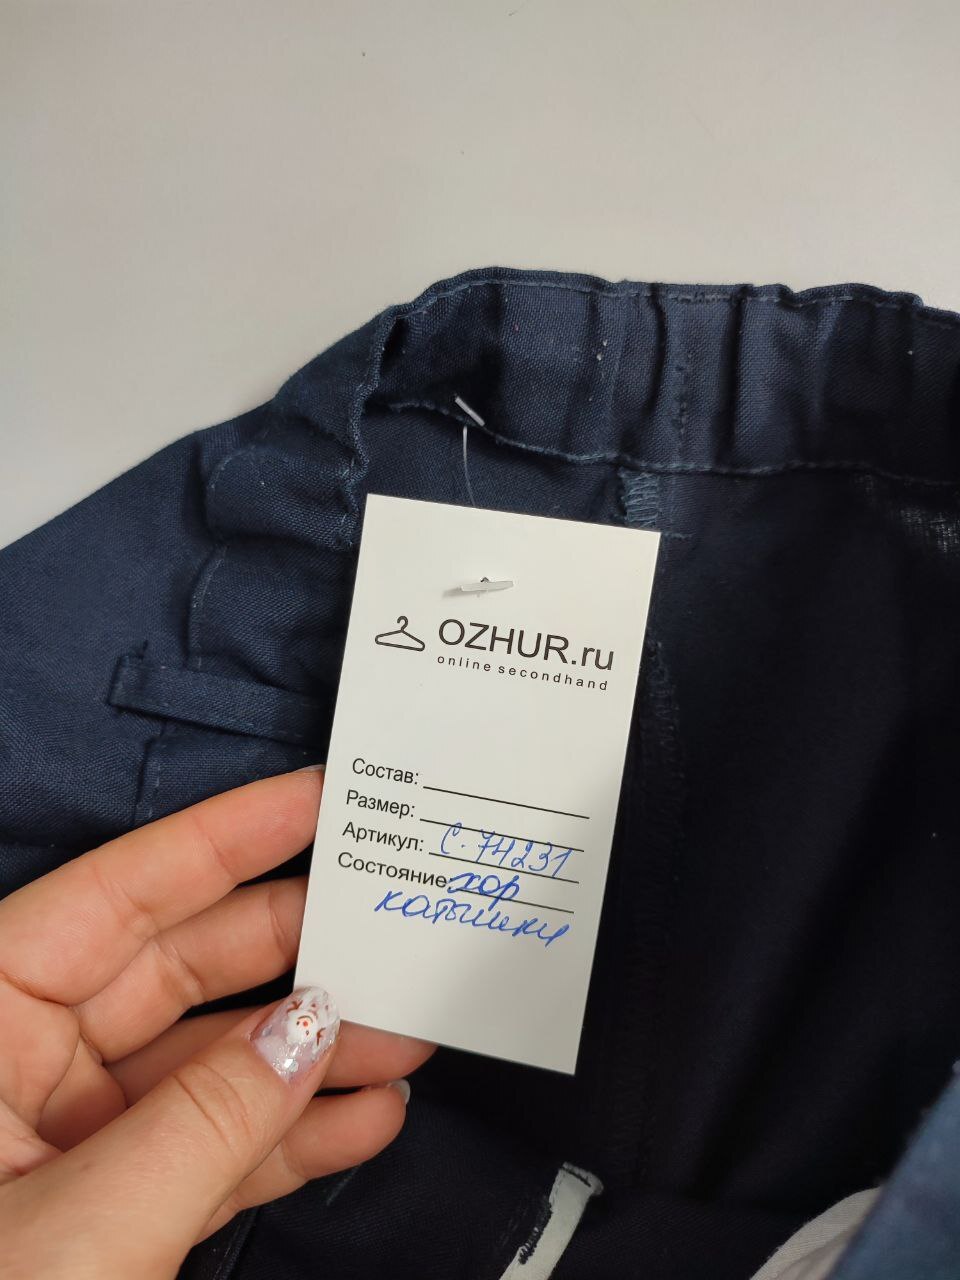 OZHUR.ru
online secondhand
Состав:
Размер:
Артикул: С. 74231
Состояние: хор
катышки